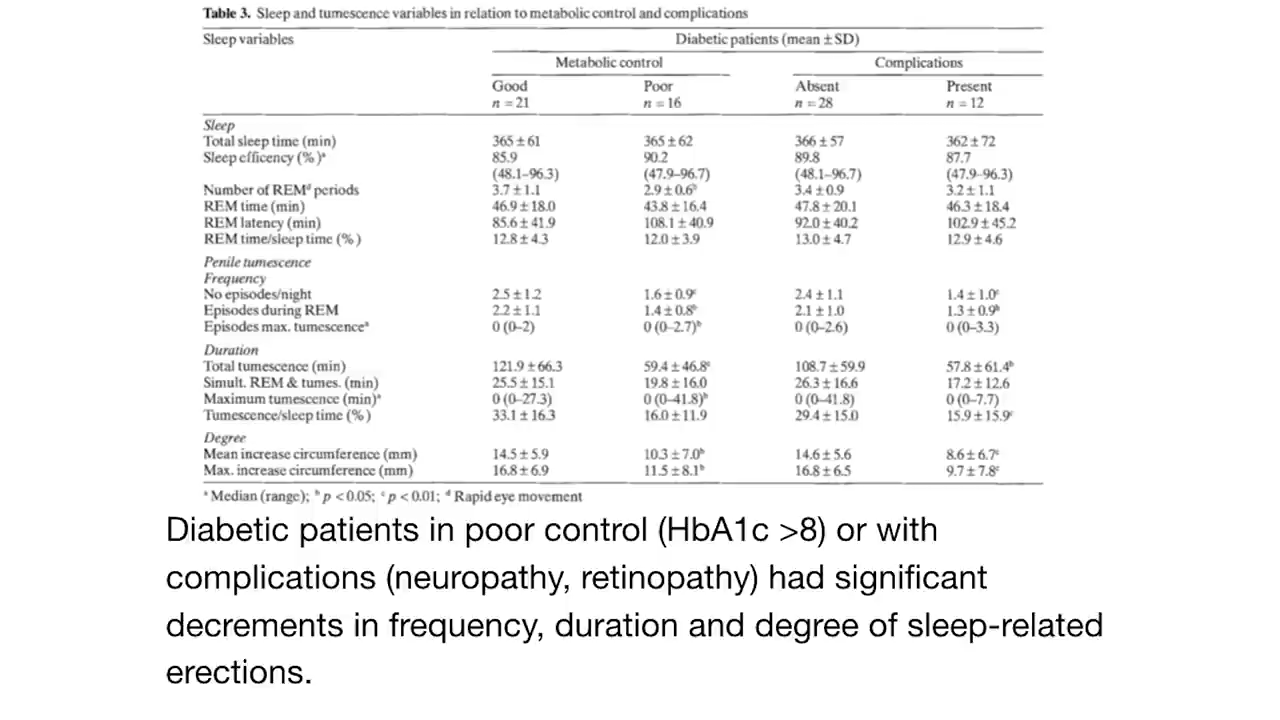 Table 3. Sleep and tumescence variables in relation to metabolic control and complications
Sleep variables Diabetic patients (mean ± SD)
Metabolic control Complications
Good Poor Absent Present
n = 21 n = 16 n = 28 n = 12
Sleep
Total sleep time (min) 365 ± 61 365 ± 62 366 ± 57 362 ± 72
Sleep efficency (%)ᵃ 85.9 90.2 89.8 87.7
(48.1–96.3) (47.9–96.7) (48.1–96.7) (47.9–96.3)
Number of REMᵈ periods 3.7 ± 1.1 2.9 ± 0.6ᵇ 3.4 ± 0.9 3.2 ± 1.1
REM time (min) 46.9 ± 18.0 43.8 ± 16.4 47.8 ± 20.1 46.3 ± 18.4
REM latency (min) 85.6 ± 41.9 108.1 ± 40.9 92.0 ± 40.2 102.9 ± 45.2
REM time/sleep time (%) 12.8 ± 4.3 12.0 ± 3.9 13.0 ± 4.7 12.9 ± 4.6
Penile tumescence
Frequency
No episodes/night 2.5 ± 1.2 1.6 ± 0.9ᶜ 2.4 ± 1.1 1.4 ± 1.0ᶜ
Episodes during REM 2.2 ± 1.1 1.4 ± 0.8ᵇ 2.1 ± 1.0 1.3 ± 0.9ᵇ
Episodes max. tumescenceᵃ 0 (0–2) 0 (0–2.7)ᵇ 0 (0–2.6) 0 (0–3.3)
Duration
Total tumescence (min) 121.9 ± 66.3 59.4 ± 46.8ᶜ 108.7 ± 59.9 57.8 ± 61.4ᵇ
Simult. REM & tumes. (min) 25.5 ± 15.1 19.8 ± 16.0 26.3 ± 16.6 17.2 ± 12.6
Maximum tumescence (min)ᵃ 0 (0–27.3) 0 (0–41.8)ᵇ 0 (0–41.8) 0 (0–7.7)
Tumescence/sleep time (%) 33.1 ± 16.3 16.0 ± 11.9 29.4 ± 15.0 15.9 ± 15.9ᶜ
Degree
Mean increase circumference (mm) 14.5 ± 5.9 10.3 ± 7.0ᵇ 14.6 ± 5.6 8.6 ± 6.7ᶜ
Max. increase circumference (mm) 16.8 ± 6.9 11.5 ± 8.1ᵇ 16.8 ± 6.5 9.7 ± 7.8ᶜ
ᵃ Median (range); ᵇ p < 0.05; ᶜ p < 0.01; ᵈ Rapid eye movement
Diabetic patients in poor control (HbA1c >8) or with
complications (neuropathy, retinopathy) had significant
decrements in frequency, duration and degree of sleep-related
erections.